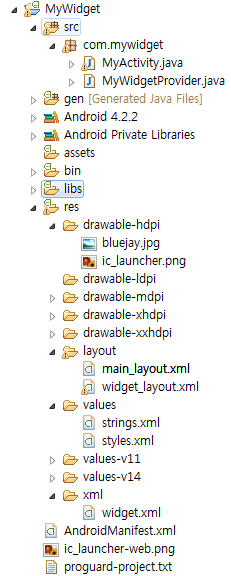 MyWidget
src
com.mywidget
MyActivity.java
MyWidgetProvider.java
gen [Generated Java Files]
Android 4.2.2
Android Private Libraries
assets
bin
libs
res
drawable-hdpi
bluejay.jpg
ic_launcher.png
drawable-ldpi
drawable-mdpi
drawable-xhdpi
drawable-xxhdpi
layout
main_layout.xml
widget_layout.xml
values
strings.xml
styles.xml
values-v11
values-v14
xml
widget.xml
AndroidManifest.xml
ic_launcher-web.png
proguard-project.txt